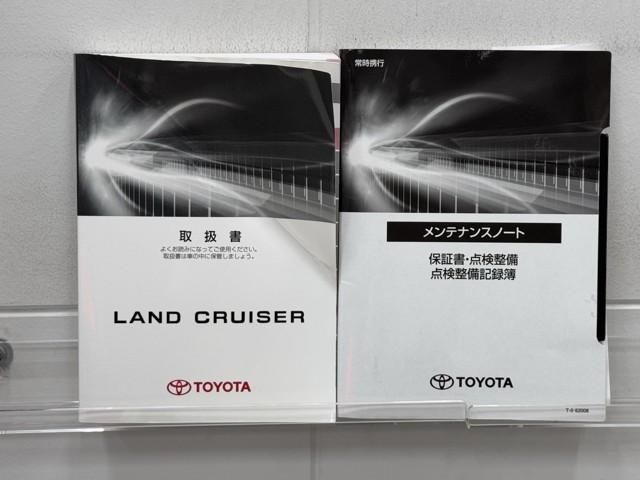 取扱書
よくお読みになってご使用ください。
取扱書は車の中に保管しましょう。
LAND CRUISER
TOYOTA
常時携行
メンテナンスノート
保証書・点検整備
点検整備記録簿
TOYOTA